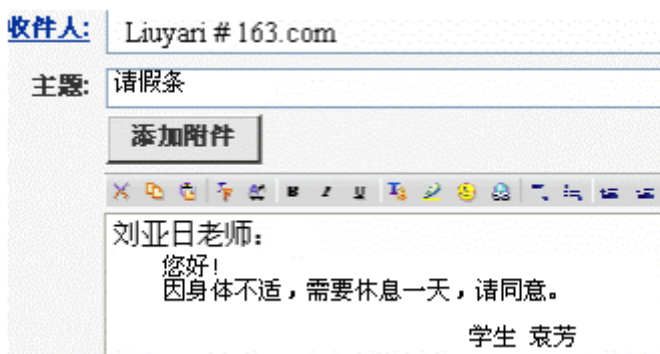 收件人: Liuyari # 163.com
主题: 请假条
添加附件
刘亚日老师：
您好！
因身体不适，需要休息一天，请同意。
学生 袁芳